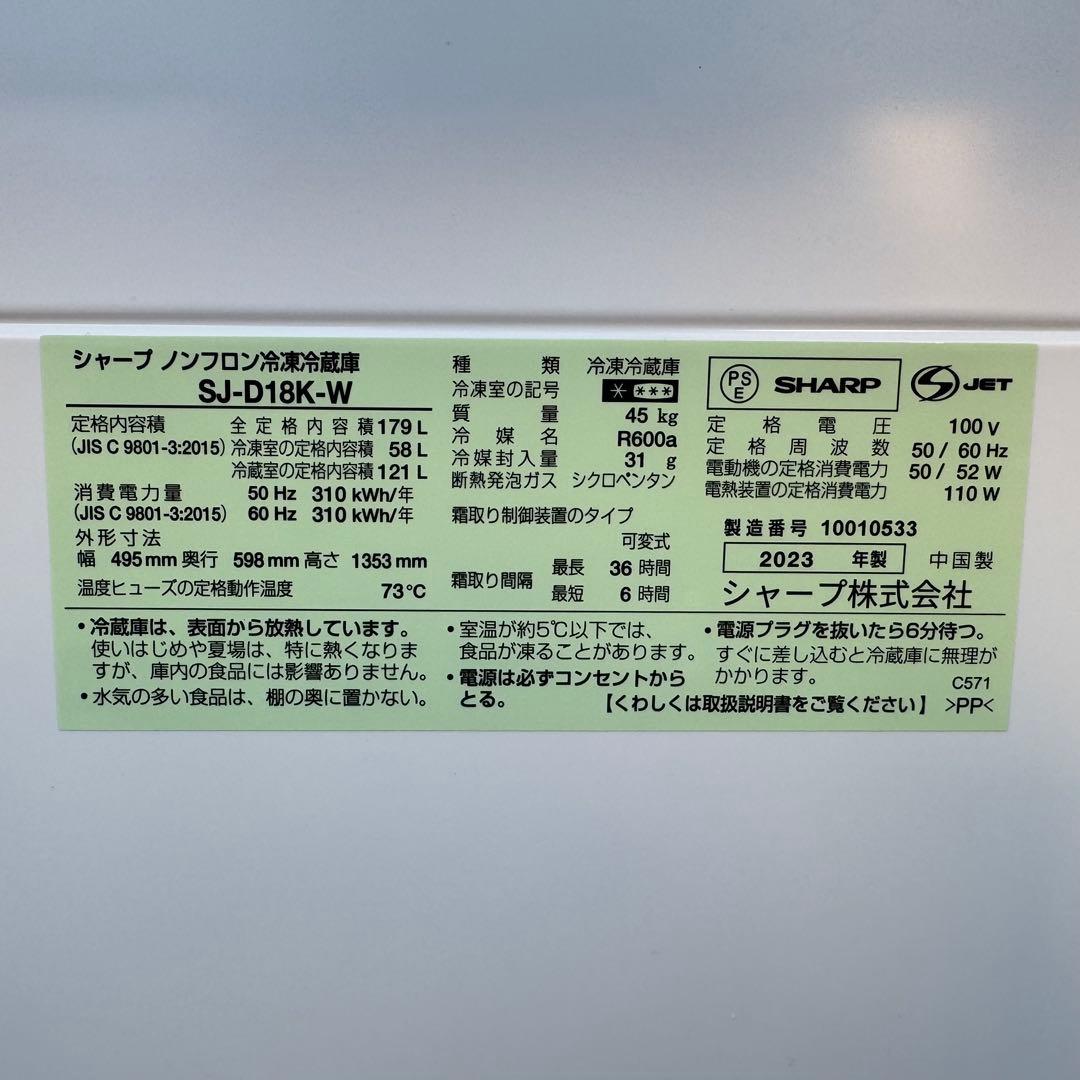 シャープ ノンフロン冷凍冷蔵庫
SJ-D18K-W
定格内容積 全定格内容積 179 L
(JIS C 9801-3:2015) 冷凍室の定格内容積 58 L
冷蔵室の定格内容積 121 L
消費電力量 50 Hz 310 kWh/年
(JIS C 9801-3:2015) 60 Hz 310 kWh/年
外形寸法
幅 495 mm 奥行 598 mm 高さ 1353 mm
温度ヒューズの定格動作温度 73℃
種類 冷凍冷蔵庫
冷凍室の記号 * ***
質量 45 kg
冷媒名 R600a
冷媒封入量 31 g
断熱発泡ガス シクロペンタン
霜取り制御装置のタイプ
可変式
霜取り間隔 最長 36 時間
最短 6 時間
PSE SHARP S JET
定格電圧 100 V
定格周波数 50 / 60 Hz
電動機の定格消費電力 50 / 52 W
電熱装置の定格消費電力 110 W
製造番号 10010533
2023 年製 中国製
シャープ株式会社
・冷蔵庫は、表面から放熱しています。
使いはじめや夏場は、特に熱くなりま
すが、庫内の食品には影響ありません。
・水気の多い食品は、棚の奥に置かない。
・室温が約5℃以下では、
食品が凍ることがあります。
・電源は必ずコンセントから
とる。
・電源プラグを抜いたら6分待つ。
すぐに差し込むと冷蔵庫に無理が
かかります。 C571
【くわしくは取扱説明書をご覧ください】 >PP<